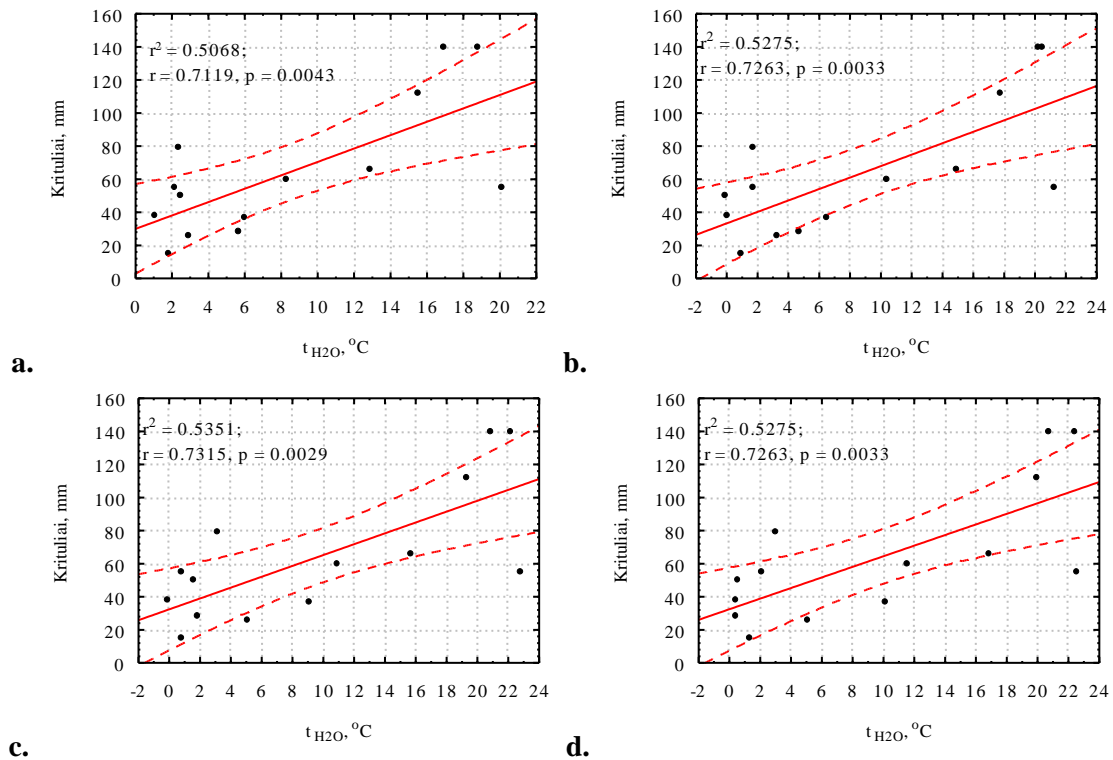 160
140
120
100
80
60
40
20
0
Krituliai, mm
r² = 0.5068;
r = 0.7119, p = 0.0043
0 2 4 6 8 10 12 14 16 18 20 22
t H2O, °C
a.
160
140
120
100
80
60
40
20
0
Krituliai, mm
r² = 0.5275;
r = 0.7263, p = 0.0033
-2 0 2 4 6 8 10 12 14 16 18 20 22 24
t H2O, °C
b.
160
140
120
100
80
60
40
20
0
Krituliai, mm
r² = 0.5351;
r = 0.7315, p = 0.0029
-2 0 2 4 6 8 10 12 14 16 18 20 22 24
t H2O, °C
c.
160
140
120
100
80
60
40
20
0
Krituliai, mm
r² = 0.5275;
r = 0.7263, p = 0.0033
-2 0 2 4 6 8 10 12 14 16 18 20 22 24
t H2O, °C
d.